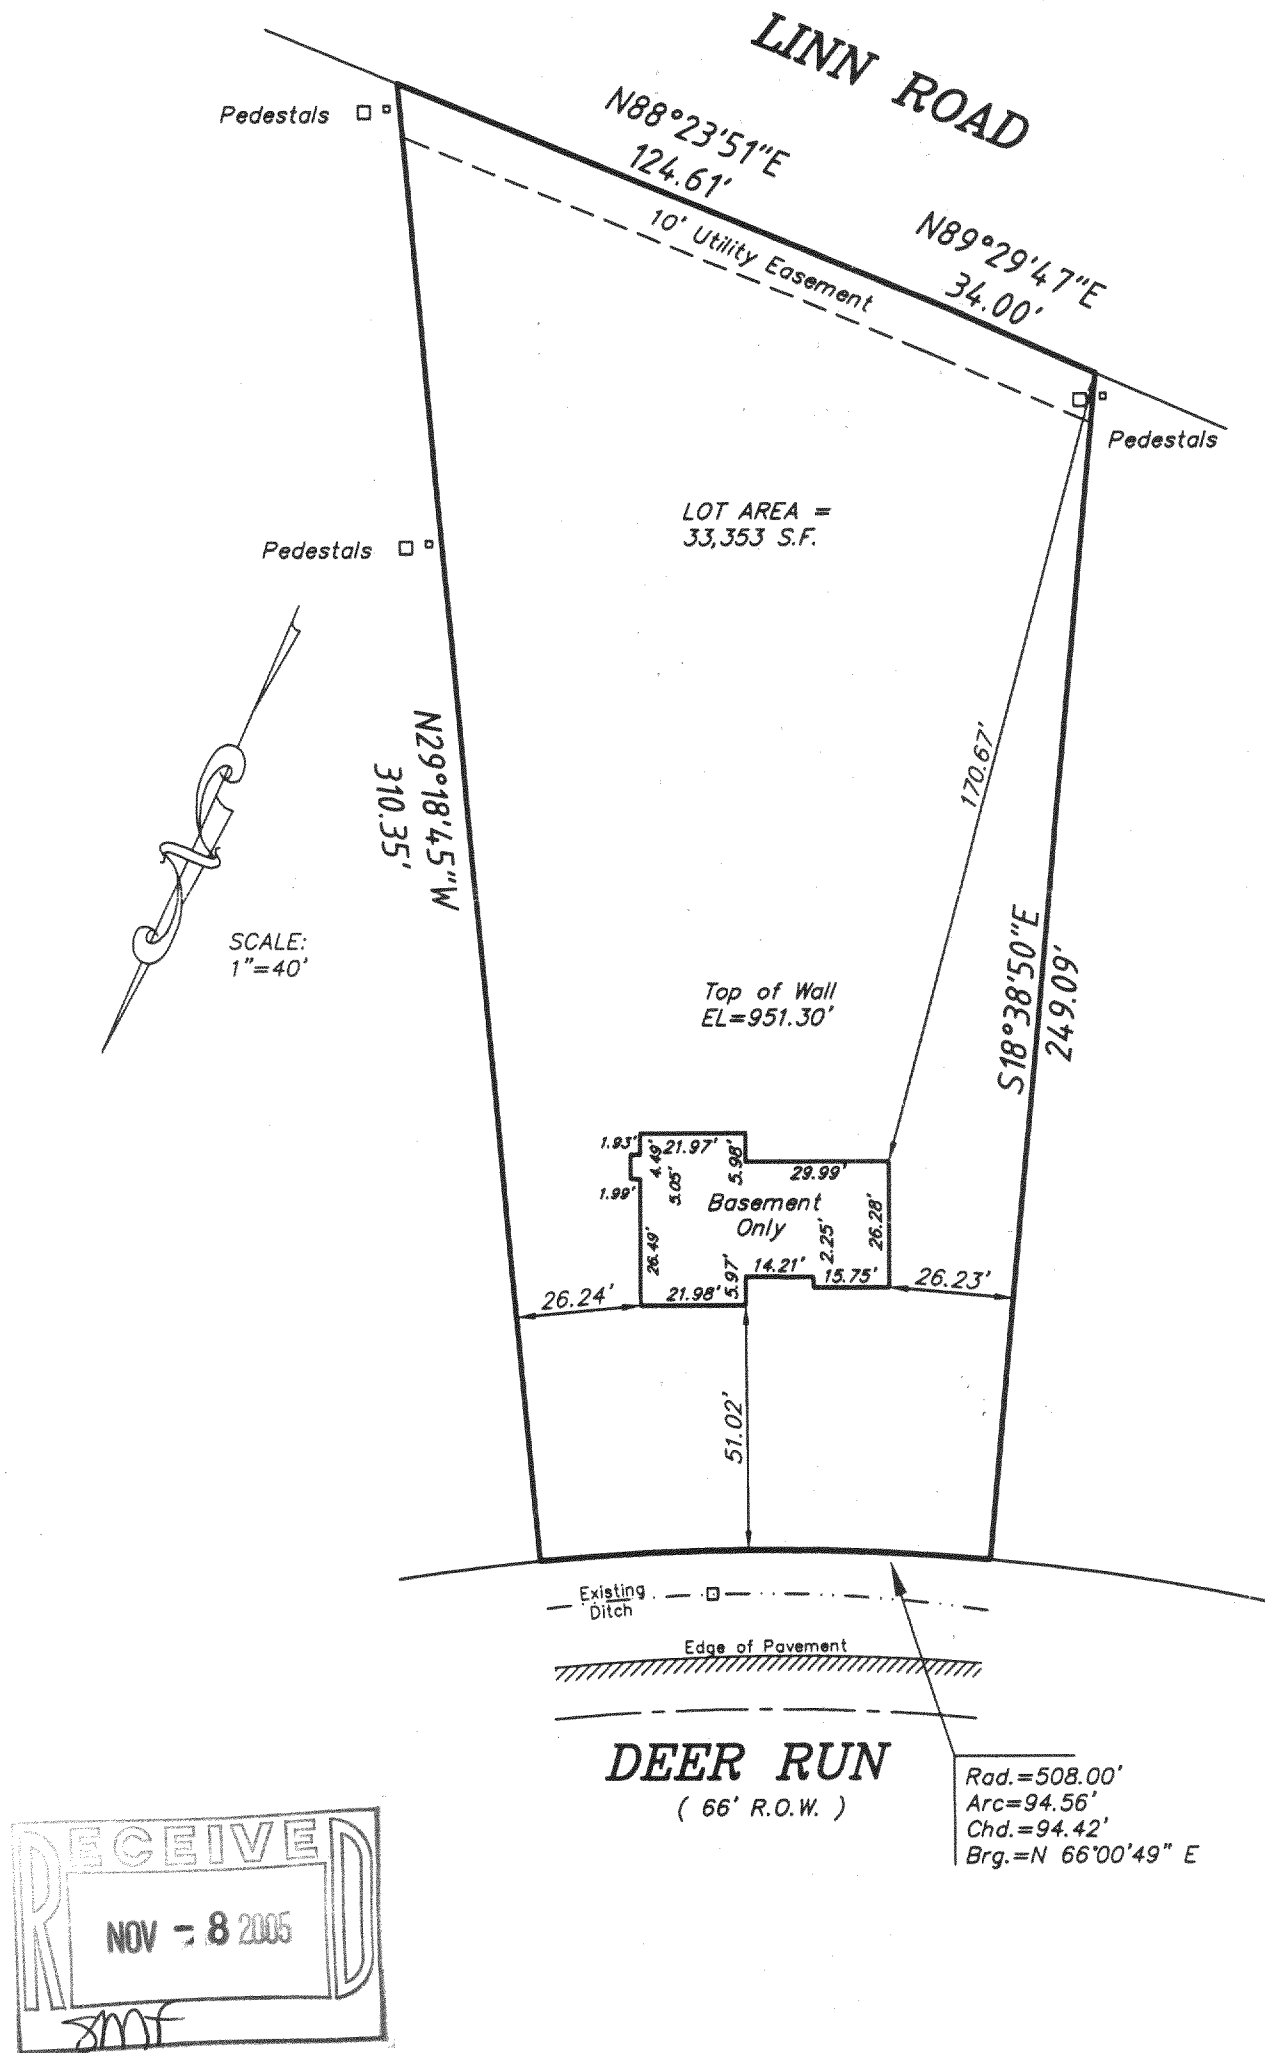 LINN ROAD
Pedestals
N88°23'51"E
124.61'
10' Utility Easement
N89°29'47"E
34.00'
Pedestals
LOT AREA =
33,353 S.F.
Pedestals
N29°18'45"W
310.35'
170.67'
SCALE:
1"=40'
S18°38'50"E
249.09'
Top of Wall
EL=951.30'
1.93'
4.49'
21.97'
5.98'
29.99'
1.99'
5.05'
Basement
Only
26.49'
2.25'
26.28'
5.97'
14.21'
15.75'
21.98'
26.24'
26.23'
51.02'
Existing
Ditch
Edge of Pavement
DEER RUN
( 66' R.O.W. )
Rad.=508.00'
Arc=94.56'
Chd.=94.42'
Brg.=N 66°00'49" E
RECEIVED
NOV - 8 2005